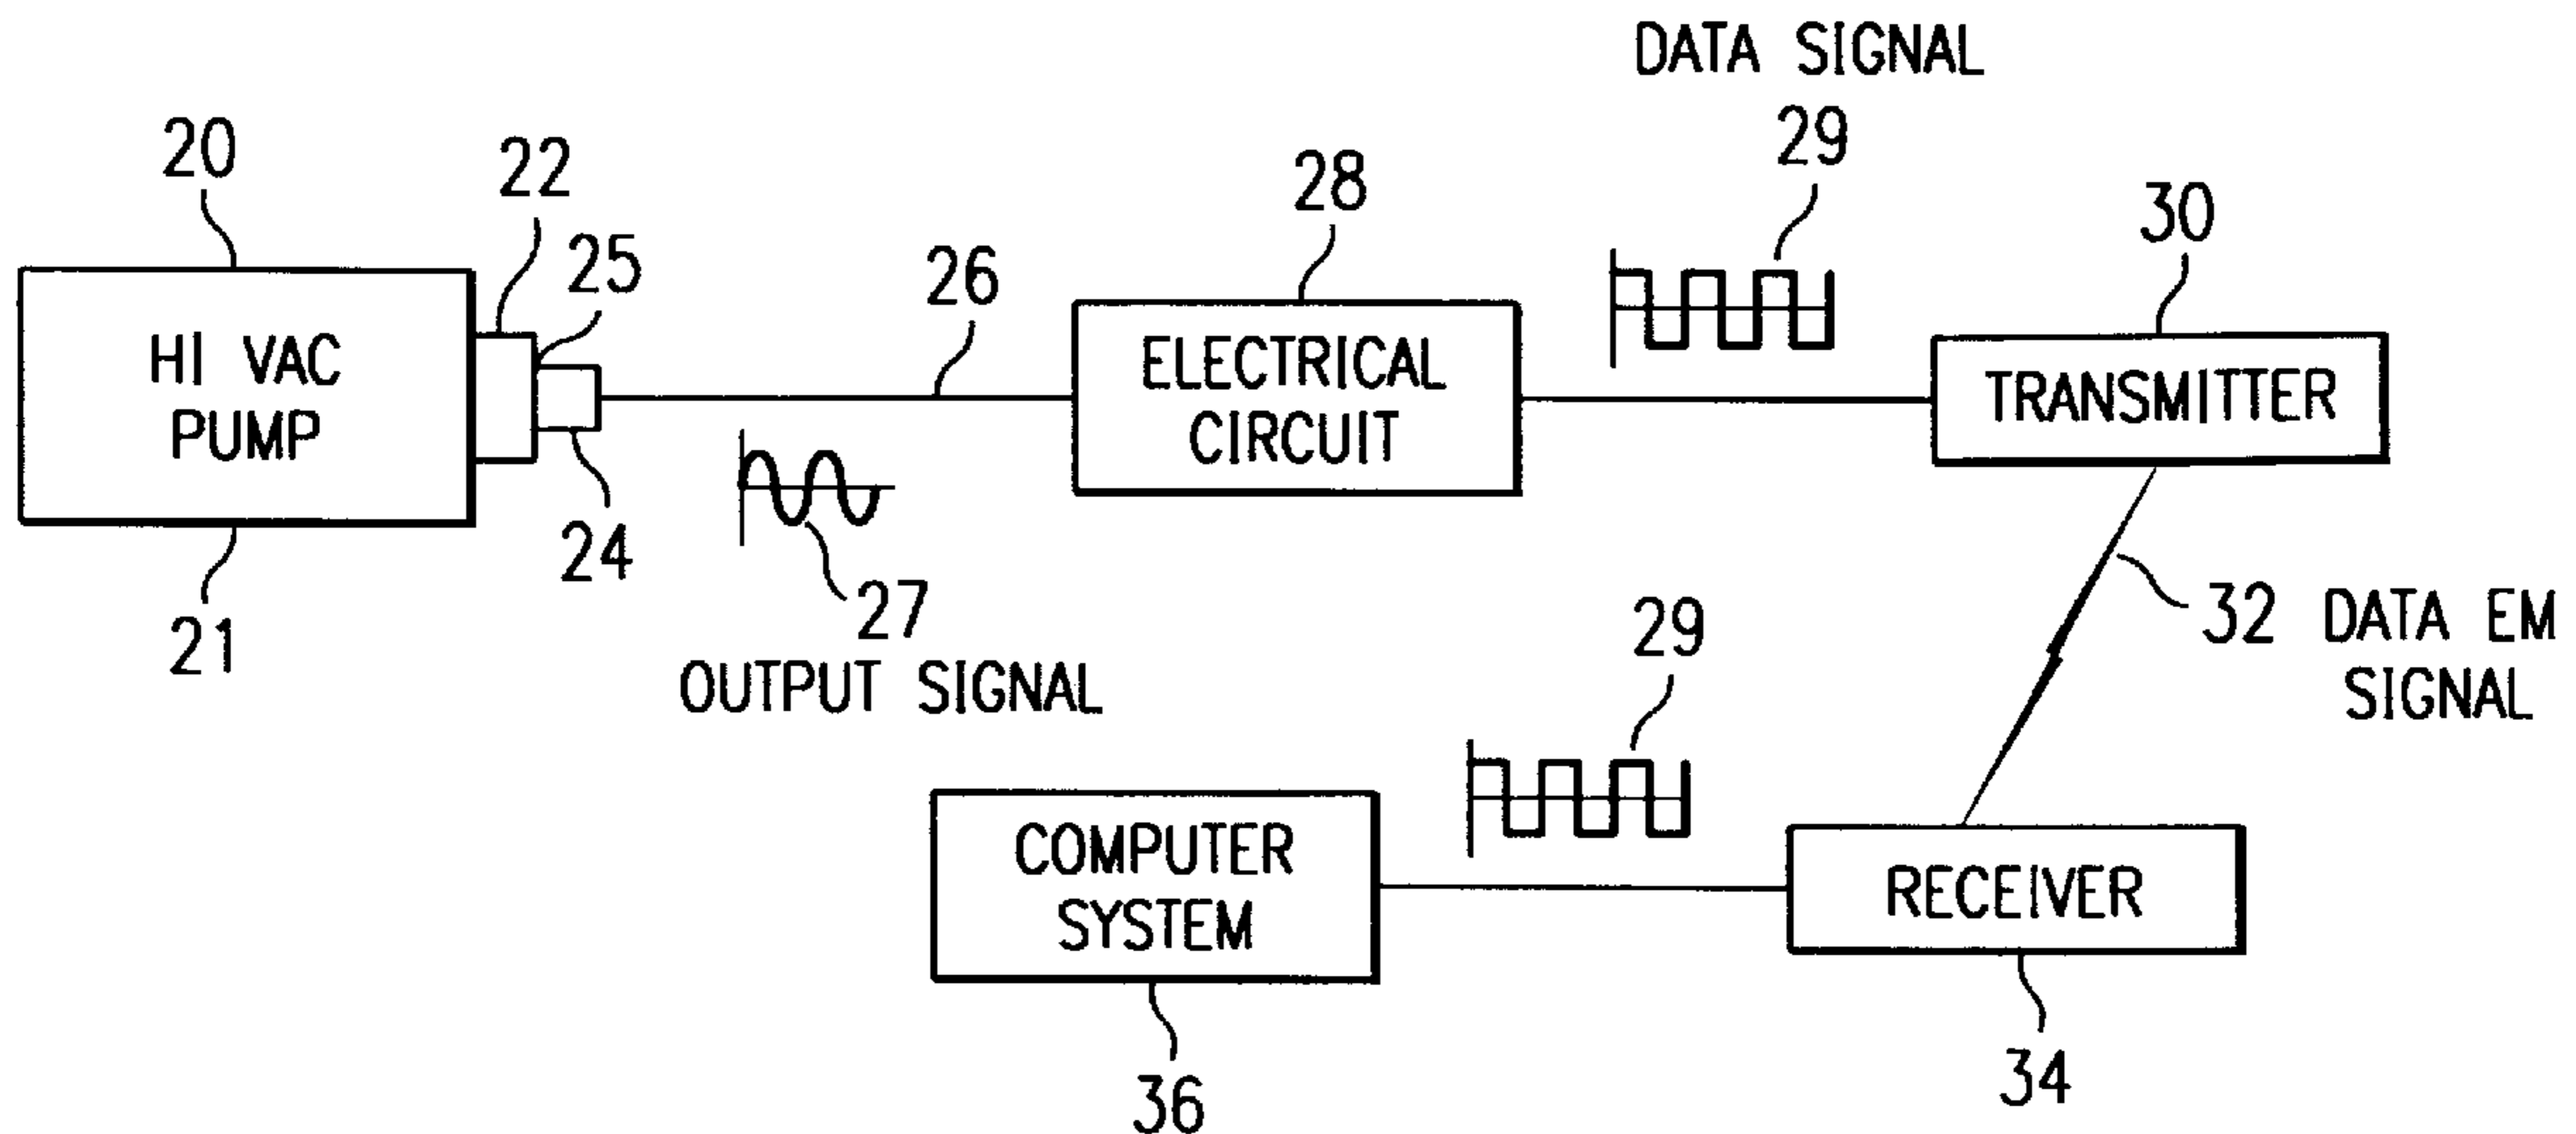 DATA SIGNAL
29
20
22
25
26
28
30
HI VAC
PUMP
ELECTRICAL
CIRCUIT
TRANSMITTER
24
21
27
OUTPUT SIGNAL
32 DATA EM
SIGNAL
29
COMPUTER
SYSTEM
RECEIVER
36
34